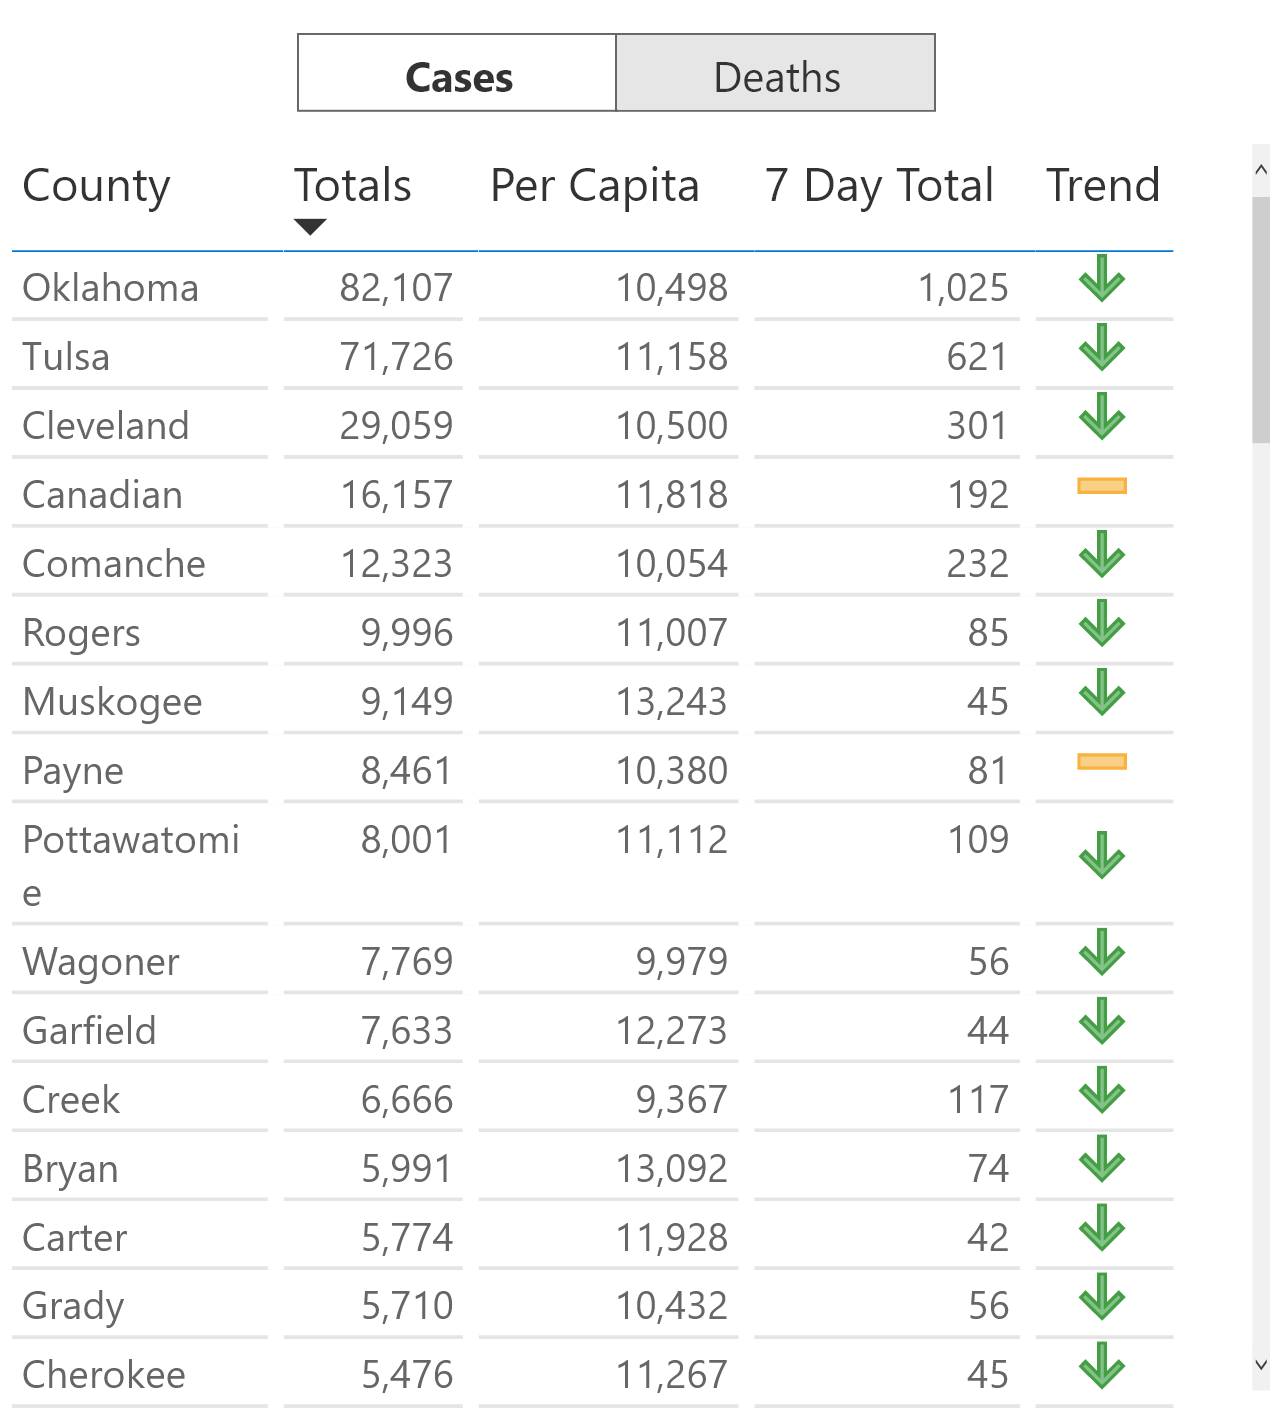 Cases Deaths
County Totals Per Capita 7 Day Total Trend
Oklahoma 82,107 10,498 1,025
Tulsa 71,726 11,158 621
Cleveland 29,059 10,500 301
Canadian 16,157 11,818 192
Comanche 12,323 10,054 232
Rogers 9,996 11,007 85
Muskogee 9,149 13,243 45
Payne 8,461 10,380 81
Pottawatomi 8,001 11,112 109
e
Wagoner 7,769 9,979 56
Garfield 7,633 12,273 44
Creek 6,666 9,367 117
Bryan 5,991 13,092 74
Carter 5,774 11,928 42
Grady 5,710 10,432 56
Cherokee 5,476 11,267 45